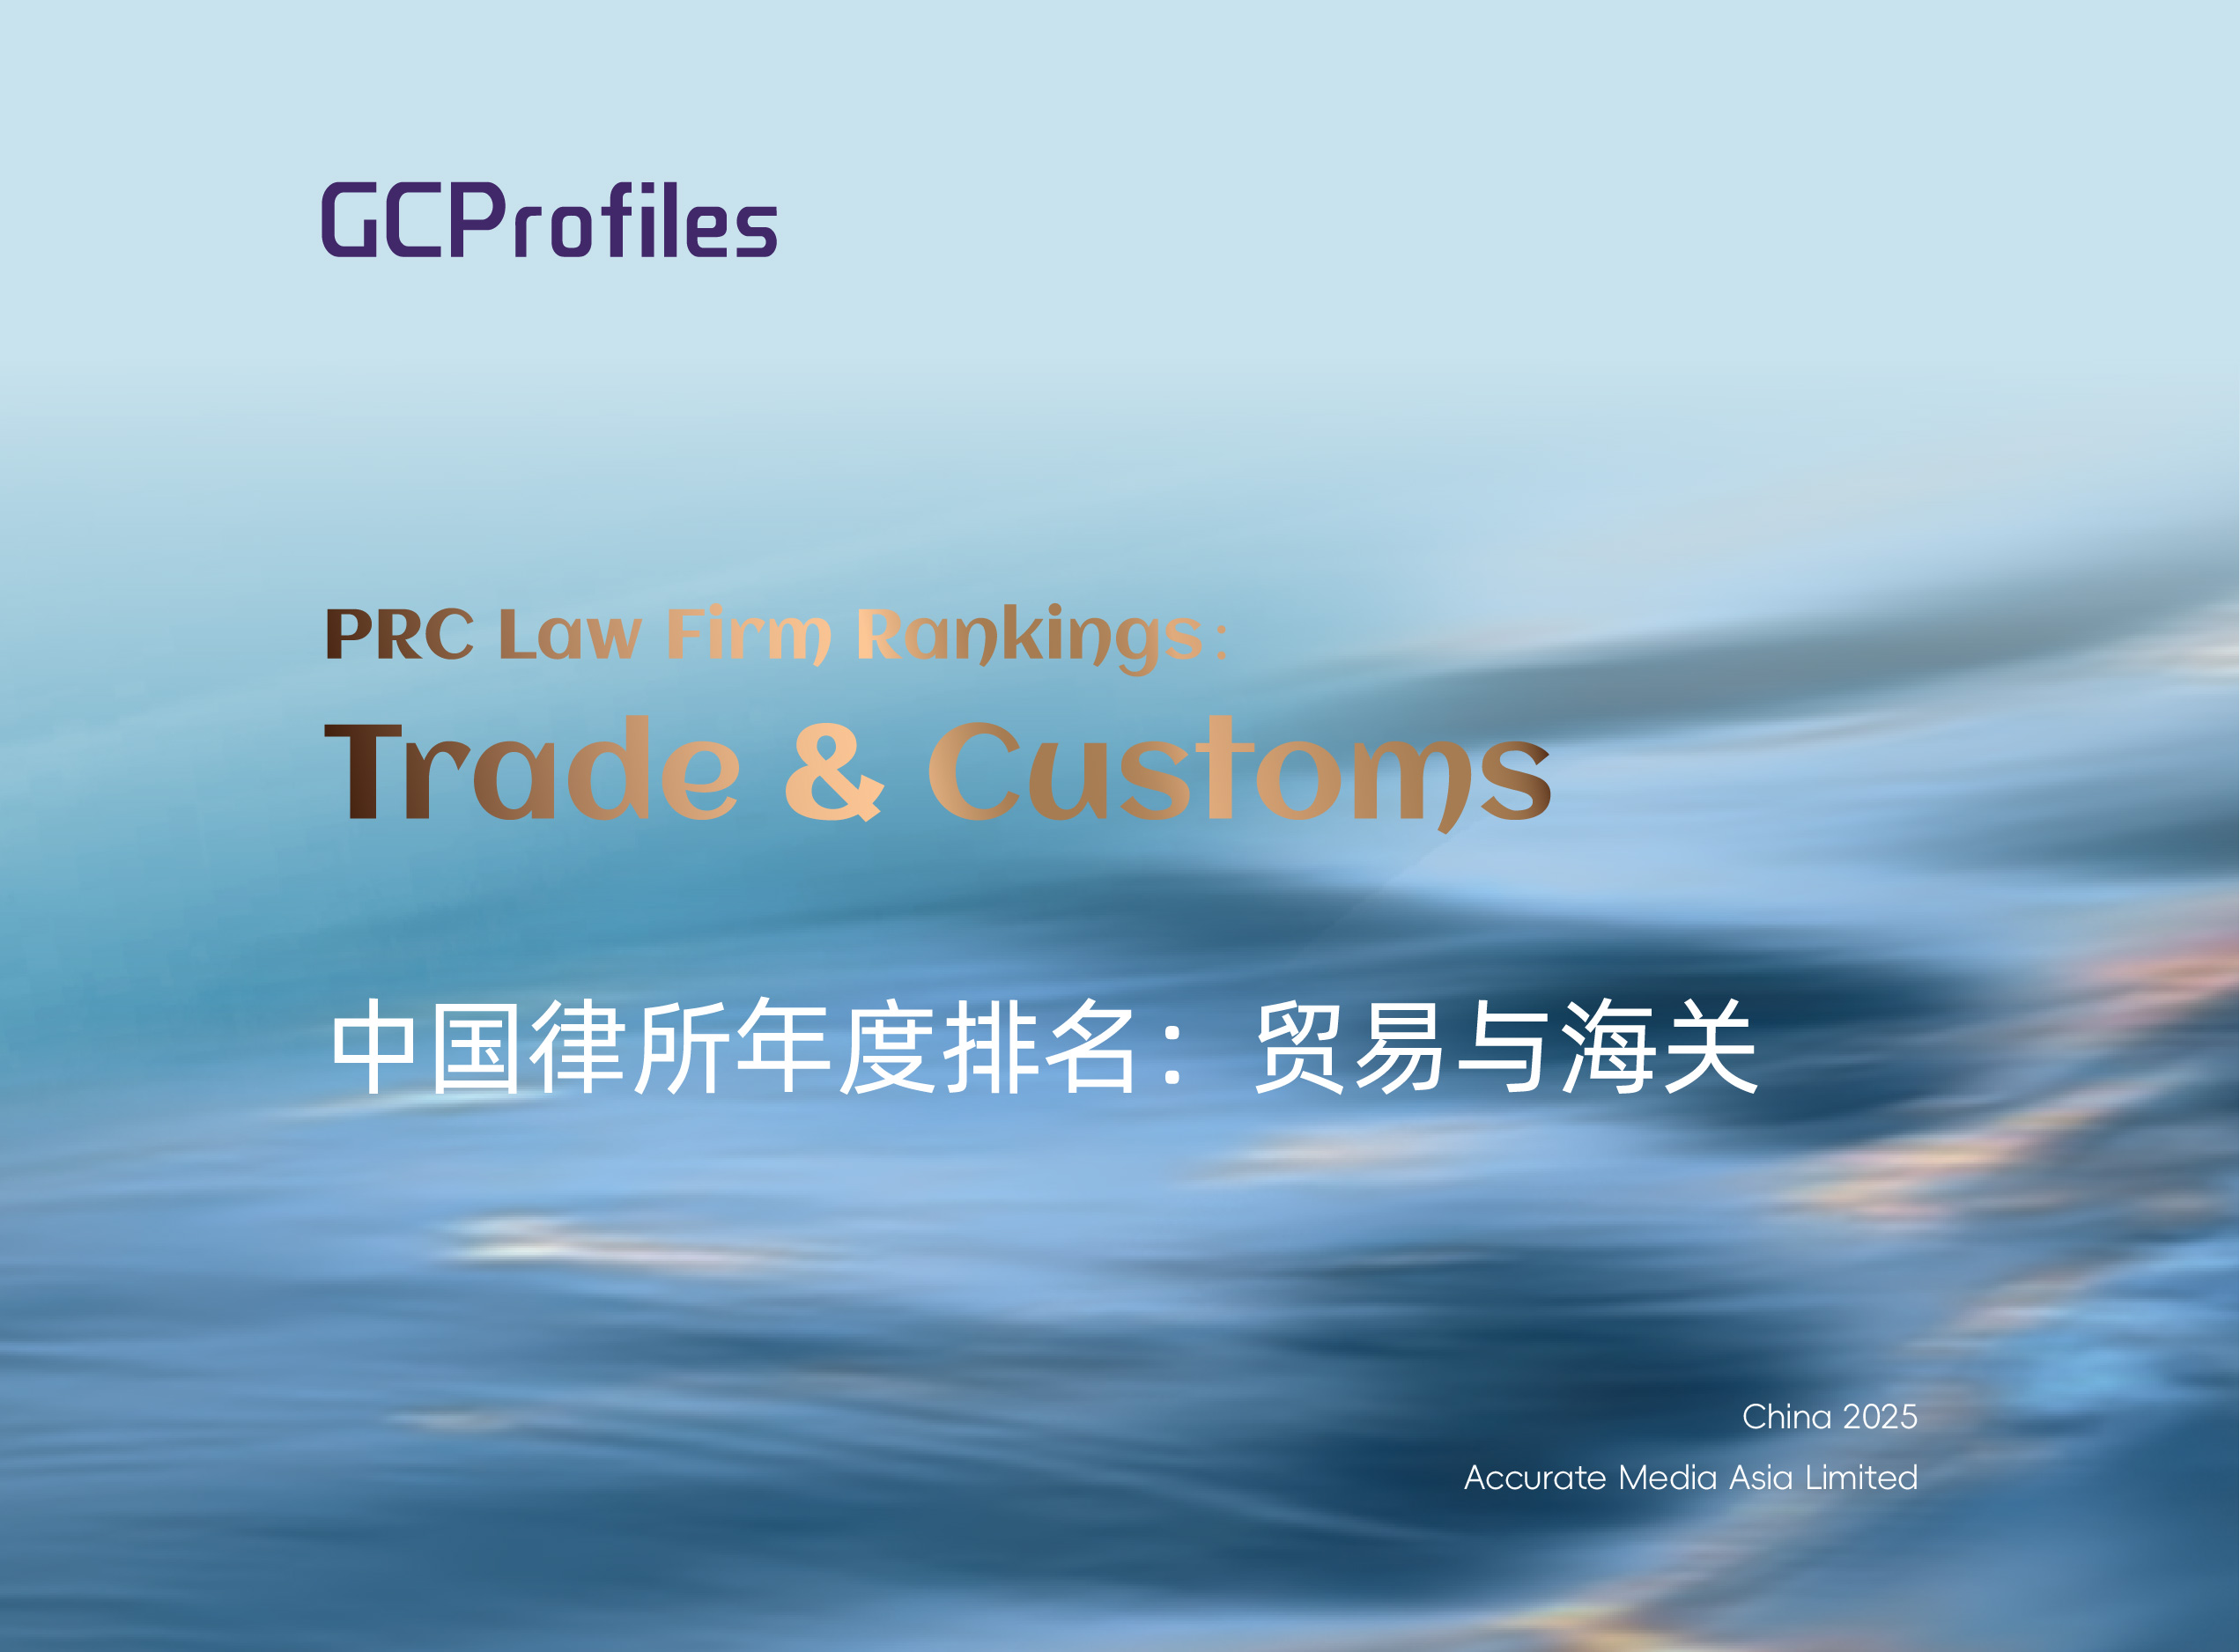 GCProfiles
PRC Law Firm Rankings:
Trade & Customs
中国律所年度排名：贸易与海关
China 2025
Accurate Media Asia Limited